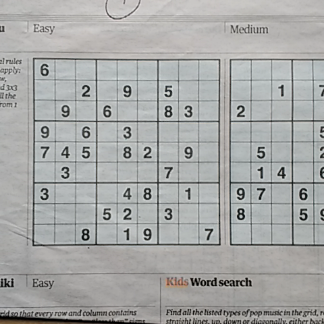 u Easy Medium
el rules
apply:
w,
d 3x3
ll the
rom 1
6
2 9 5 1 7
9 6 8 3 2
9 6 3 5
7 4 5 8 2 9 5 2
3 7 1 4 6
3 4 8 1 9 7 6
5 2 3 8 5 9
8 1 9 7
iki Easy
Kids Word search
rid so that every row and column contains
Find all the listed types of pop music in the grid,
straight lines, up, down or diagonally, either